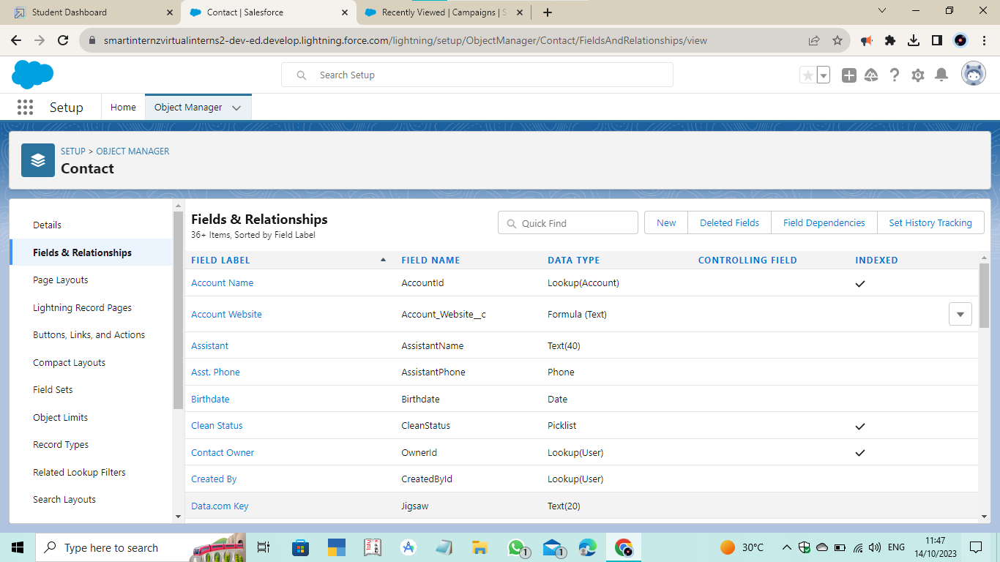 Student Dashboard
Contact | Salesforce
Recently Viewed | Campaigns | S
smartinternzvirtualinterns2-dev-ed.develop.lightning.force.com/lightning/setup/ObjectManager/Contact/FieldsAndRelationships/view
Search Setup
Setup
Home
Object Manager
SETUP > OBJECT MANAGER
Contact
Details
Fields & Relationships
Page Layouts
Lightning Record Pages
Buttons, Links, and Actions
Compact Layouts
Field Sets
Object Limits
Record Types
Related Lookup Filters
Search Layouts
Fields & Relationships
36+ Items, Sorted by Field Label
Quick Find
New
Deleted Fields
Field Dependencies
Set History Tracking
FIELD LABEL FIELD NAME DATA TYPE CONTROLLING FIELD INDEXED
Account Name AccountId Lookup(Account)
Account Website Account_Website__c Formula (Text)
Assistant AssistantName Text(40)
Asst. Phone AssistantPhone Phone
Birthdate Birthdate Date
Clean Status CleanStatus Picklist
Contact Owner OwnerId Lookup(User)
Created By CreatedById Lookup(User)
Data.com Key Jigsaw Text(20)
Type here to search
1
1
30°C
ENG
11:47
14/10/2023